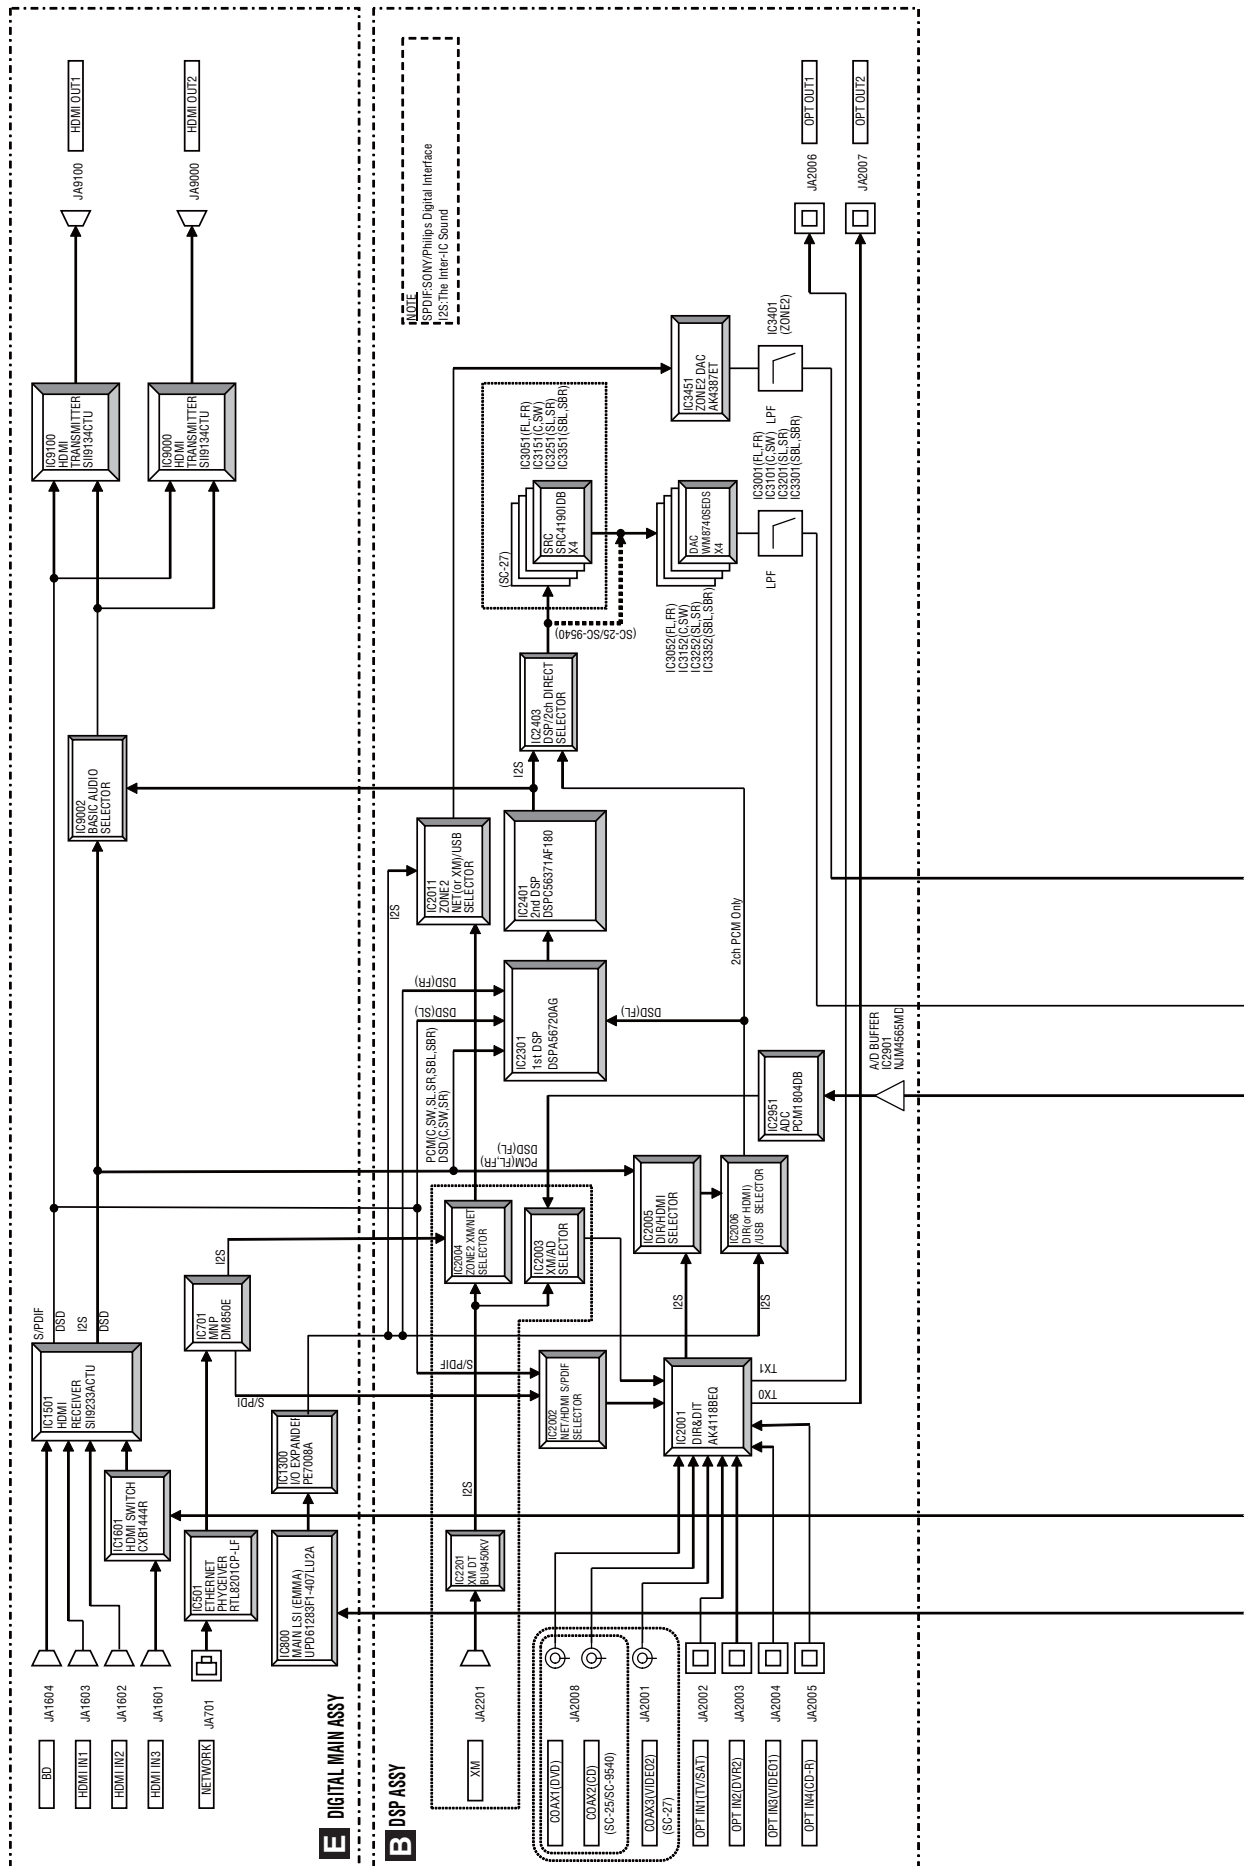 HDMI OUT1
JA9100
HDMI OUT2
JA9000
IC9100
HDMI
TRANSMITTER
SII9134CTU
IC9000
HDMI
TRANSMITTER
SII9134CTU
IC9002
BASIC AUDIO
SELECTOR
S/PDIF
DSD
I2S
DSD
IC1501
HDMI
RECEIVER
SII9233ACTU
IC701
MNP
DM850E
I2S
S/PDI
IC1601
HDMI SWITCH
CXB1444R
IC1300
I/O EXPANDER
PE7008A
IC501
ETHERNET
PHYCEIVER
RTL8201CP-LF
IC800
MAIN LSI (EMMA)
UPD61283F1-407LU2A
JA1604
BD
JA1603
HDMI IN1
JA1602
HDMI IN2
JA1601
HDMI IN3
JA701
NETWORK
E DIGITAL MAIN ASSY
NOTE
SPDIF:SONY/Philips Digital Interface
I2S:The Inter-IC Sound
OPT OUT1
JA2006
OPT OUT2
JA2007
IC3451
ZONE2 DAC
AK4387ET
IC3401
(ZONE2)
LPF
(SC-27)
SRC
SRC4190IDB
X4
IC3051(FL,FR)
IC3151(C,SW)
IC3251(SL,SR)
IC3351(SBL,SBR)
DAC
WM8740SEDS
X4
IC3052(FL,FR)
IC3152(C,SW)
IC3252(SL,SR)
IC3352(SBL,SBR)
IC3001(FL,FR)
IC3101(C,SW)
IC3201(SL,SR)
IC3301(SBL,SBR)
LPF
(SC-25/SC-9540)
IC2403
DSP/2ch DIRECT
SELECTOR
I2S
IC2011
ZONE2
NET(or XM)/USB
SELECTOR
I2S
IC2401
2nd DSP
DSPC56371AF180
IC2301
1st DSP
DSPA56720AG
DSD(FR)
DSD(SL)
DSD(FL)
2ch PCM Only
PCM(C,SW,SL,SR,SBL,SBR)
DSD(C,SW,SR)
PCM(FL,FR)
DSD(FL)
IC2951
ADC
PCM1804DB
A/D BUFFER
IC2901
NJM4565MD
IC2004
ZONE2 XM/NET
SELECTOR
IC2003
XM/AD
SELECTOR
IC2005
DIR/HDMI
SELECTOR
IC2006
DIR(or HDMI)
/USB SELECTOR
I2S
I2S
S/PDIF
IC2002
NET/HDMI S/PDIF
SELECTOR
IC2001
DIR&DIT
AK4118BEQ
TX1
TX0
I2S
IC2201
XM DT
BU9450KV
JA2201
XM
JA2008
COAX1(DVD)
COAX2(CD)
(SC-25/SC-9540)
JA2001
COAX3(VIDEO2)
(SC-27)
JA2002
OPT IN1(TV/SAT)
JA2003
OPT IN2(DVR2)
JA2004
OPT IN3(VIDEO1)
JA2005
OPT IN4(CD-R)
B DSP ASSY